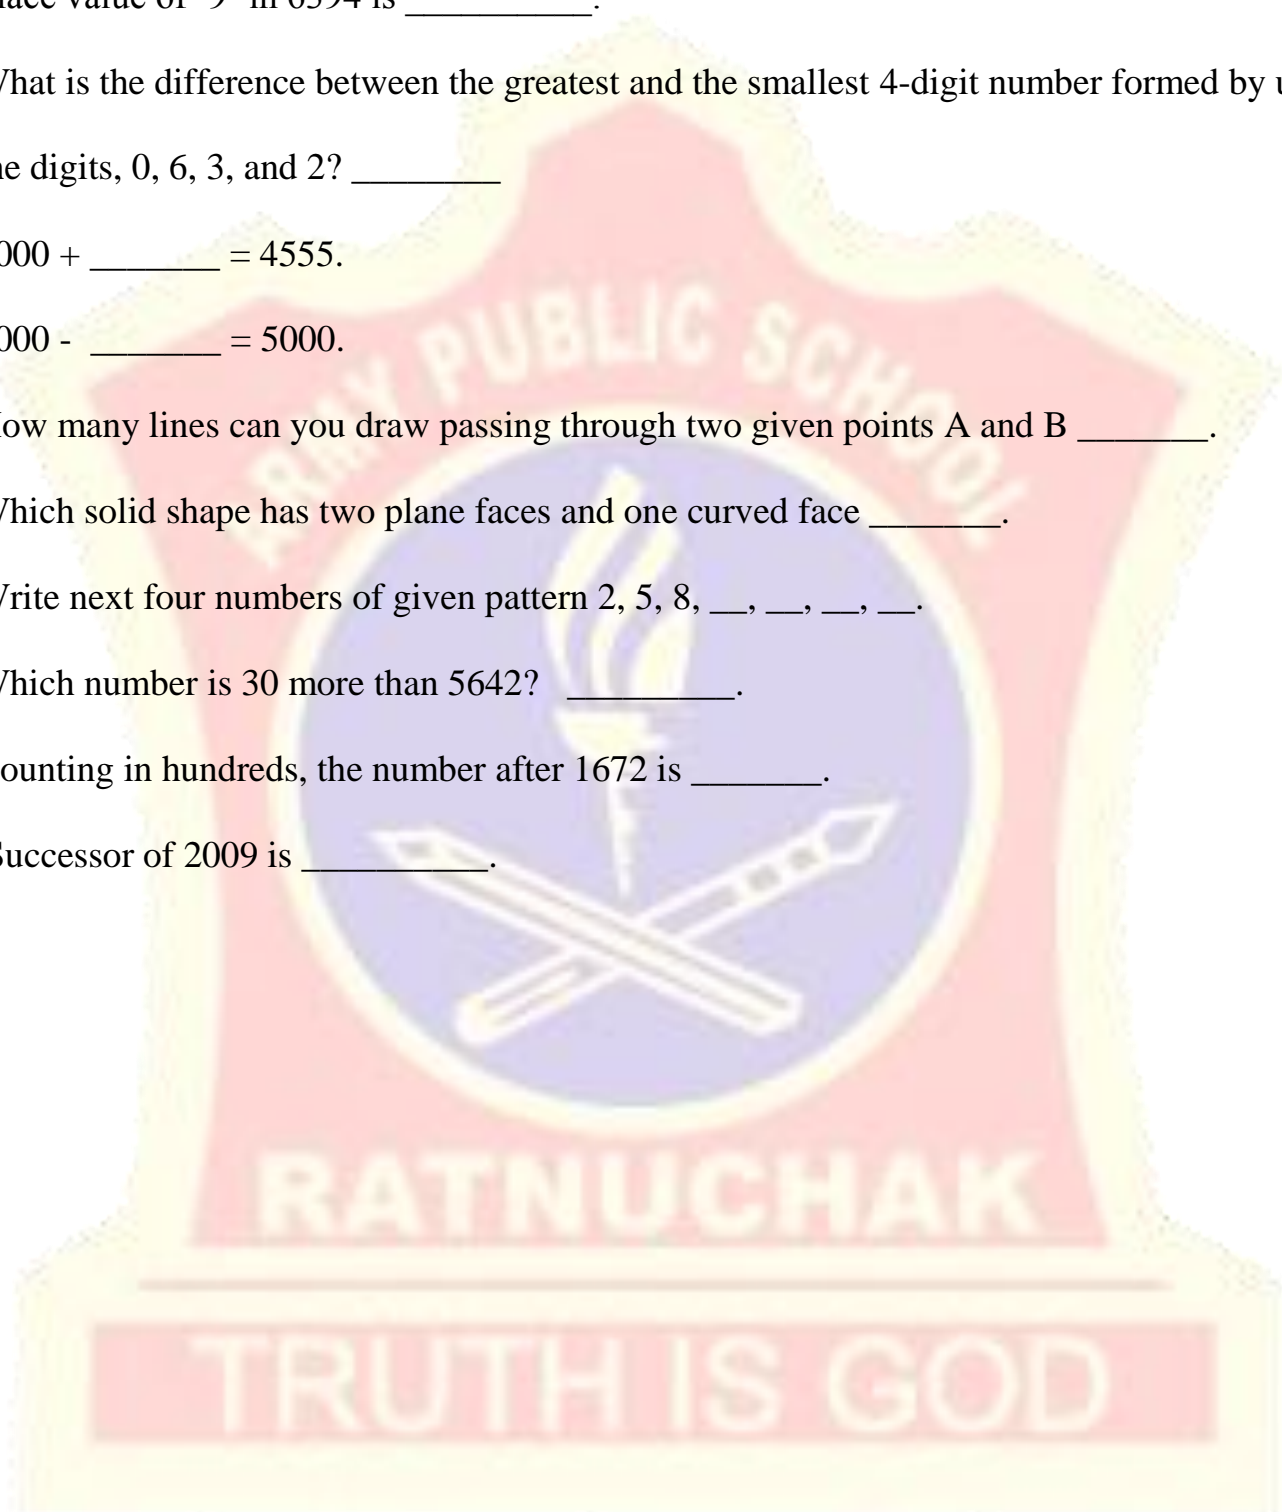 lace value of "9" in 6394 is __________.
What is the difference between the greatest and the smallest 4-digit number formed by u
he digits, 0, 6, 3, and 2? ________
000 + _______ = 4555.
000 - _______ = 5000.
How many lines can you draw passing through two given points A and B _______.
Which solid shape has two plane faces and one curved face _______.
Write next four numbers of given pattern 2, 5, 8, __, __, __, __.
Which number is 30 more than 5642? _________.
ounting in hundreds, the number after 1672 is _______.
Successor of 2009 is __________.
ARMY PUBLIC SCHOOL
RATNUCHAK
TRUTH IS GOD